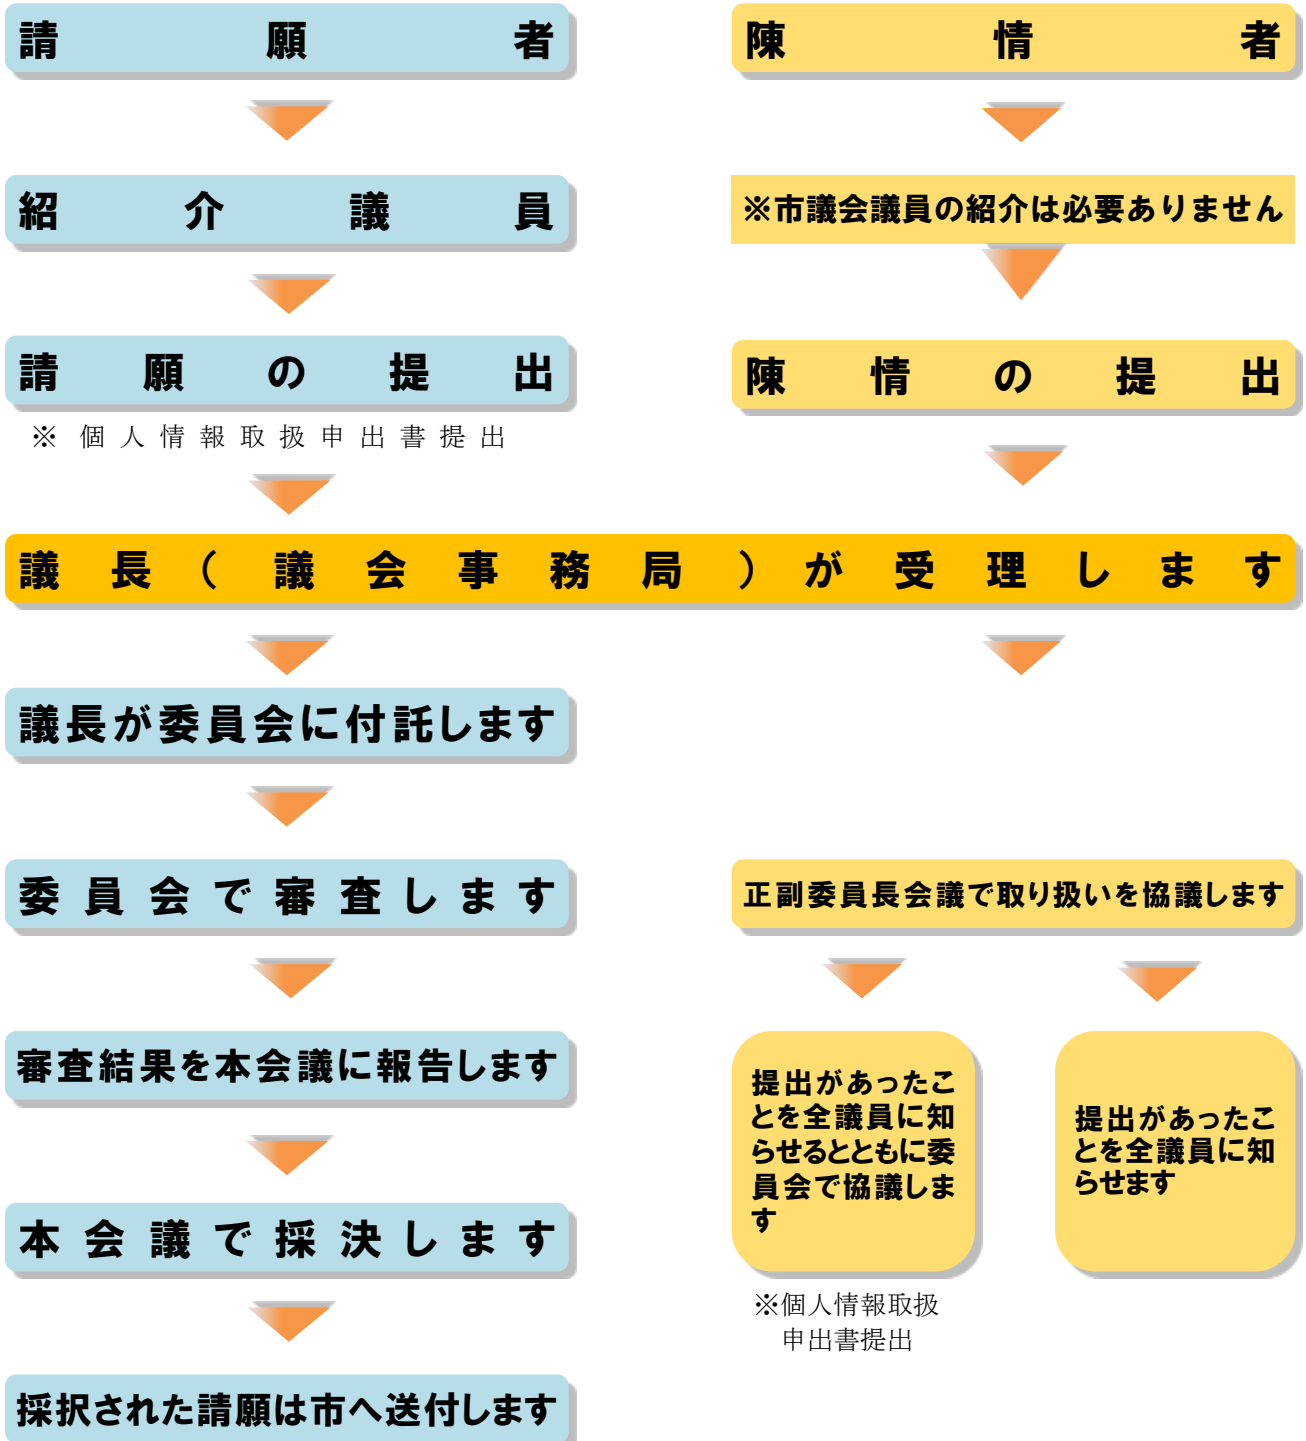 請願者
陳情者
紹介議員
※市議会議員の紹介は必要ありません
請願の提出
陳情の提出
※ 個人情報取扱申出書提出
議長(議会事務局)が受理します
議長が委員会に付託します
委員会で審査します
正副委員長会議で取り扱いを協議します
審査結果を本会議に報告します
提出があったこ
とを全議員に知
らせるとともに委
員会で協議しま
す
提出があったこ
とを全議員に知
らせます
本会議で採決します
※個人情報取扱
申出書提出
採択された請願は市へ送付します